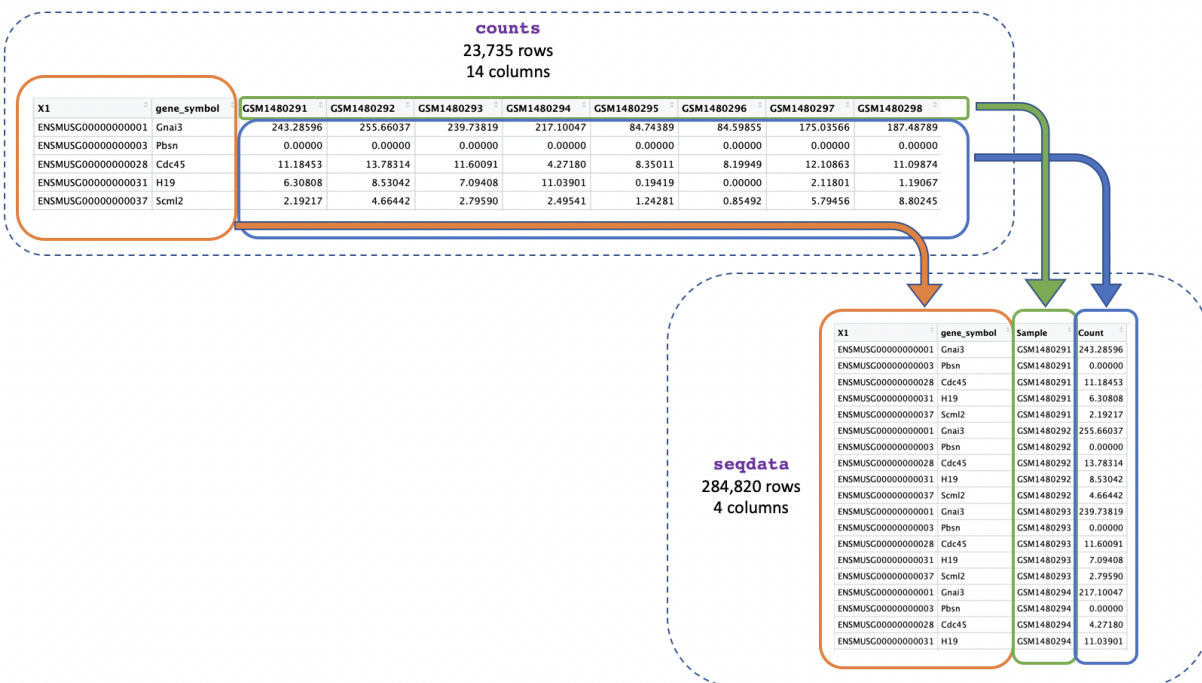 counts
23,735 rows
14 columns
X1 gene_symbol GSM1480291 GSM1480292 GSM1480293 GSM1480294 GSM1480295 GSM1480296 GSM1480297 GSM1480298
ENSMUSG00000000001 Gnai3 243.28596 255.66037 239.73819 217.10047 84.74389 84.59855 175.03566 187.48789
ENSMUSG00000000003 Pbsn 0.00000 0.00000 0.00000 0.00000 0.00000 0.00000 0.00000 0.00000
ENSMUSG00000000028 Cdc45 11.18453 13.78314 11.60091 4.27180 8.35011 8.19949 12.10863 11.09874
ENSMUSG00000000031 H19 6.30808 8.53042 7.09408 11.03901 0.19419 0.00000 2.11801 1.19067
ENSMUSG00000000037 Scml2 2.19217 4.66442 2.79590 2.49541 1.24281 0.85492 5.79456 8.80245
seqdata
284,820 rows
4 columns
X1 gene_symbol Sample Count
ENSMUSG00000000001 Gnai3 GSM1480291 243.28596
ENSMUSG00000000003 Pbsn GSM1480291 0.00000
ENSMUSG00000000028 Cdc45 GSM1480291 11.18453
ENSMUSG00000000031 H19 GSM1480291 6.30808
ENSMUSG00000000037 Scml2 GSM1480291 2.19217
ENSMUSG00000000001 Gnai3 GSM1480292 255.66037
ENSMUSG00000000003 Pbsn GSM1480292 0.00000
ENSMUSG00000000028 Cdc45 GSM1480292 13.78314
ENSMUSG00000000031 H19 GSM1480292 8.53042
ENSMUSG00000000037 Scml2 GSM1480292 4.66442
ENSMUSG00000000001 Gnai3 GSM1480293 239.73819
ENSMUSG00000000003 Pbsn GSM1480293 0.00000
ENSMUSG00000000028 Cdc45 GSM1480293 11.60091
ENSMUSG00000000031 H19 GSM1480293 7.09408
ENSMUSG00000000037 Scml2 GSM1480293 2.79590
ENSMUSG00000000001 Gnai3 GSM1480294 217.10047
ENSMUSG00000000003 Pbsn GSM1480294 0.00000
ENSMUSG00000000028 Cdc45 GSM1480294 4.27180
ENSMUSG00000000031 H19 GSM1480294 11.03901